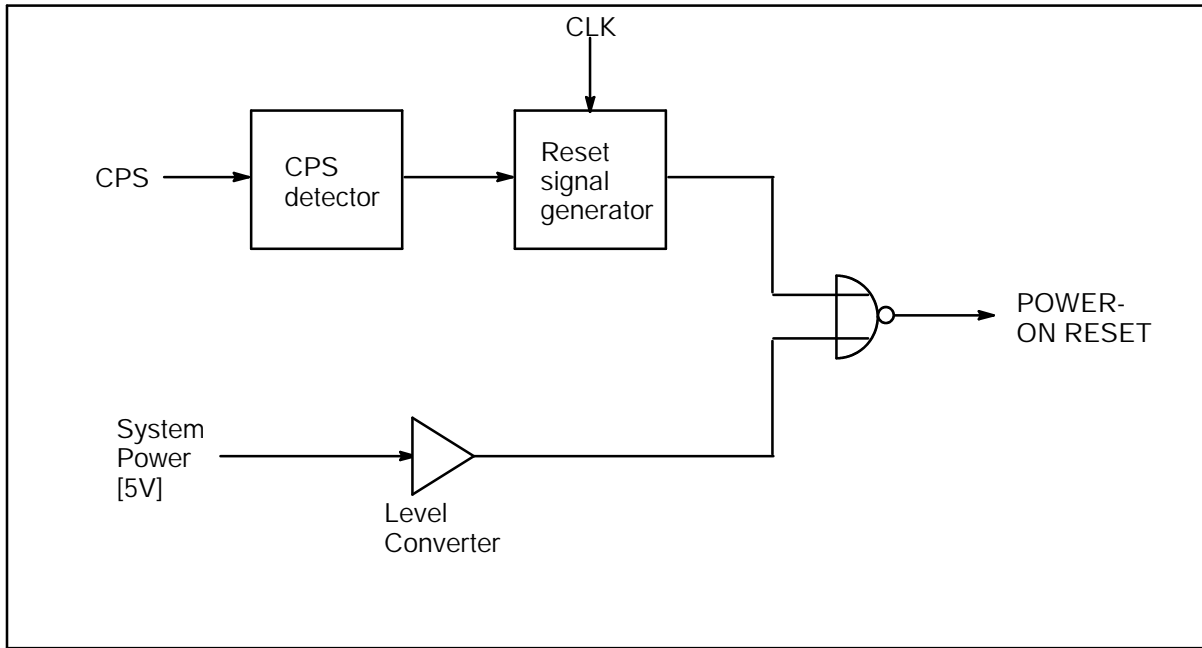 CLK
CPS
CPS
detector
Reset
signal
generator
POWER-
ON RESET
System
Power
[5V]
Level
Converter